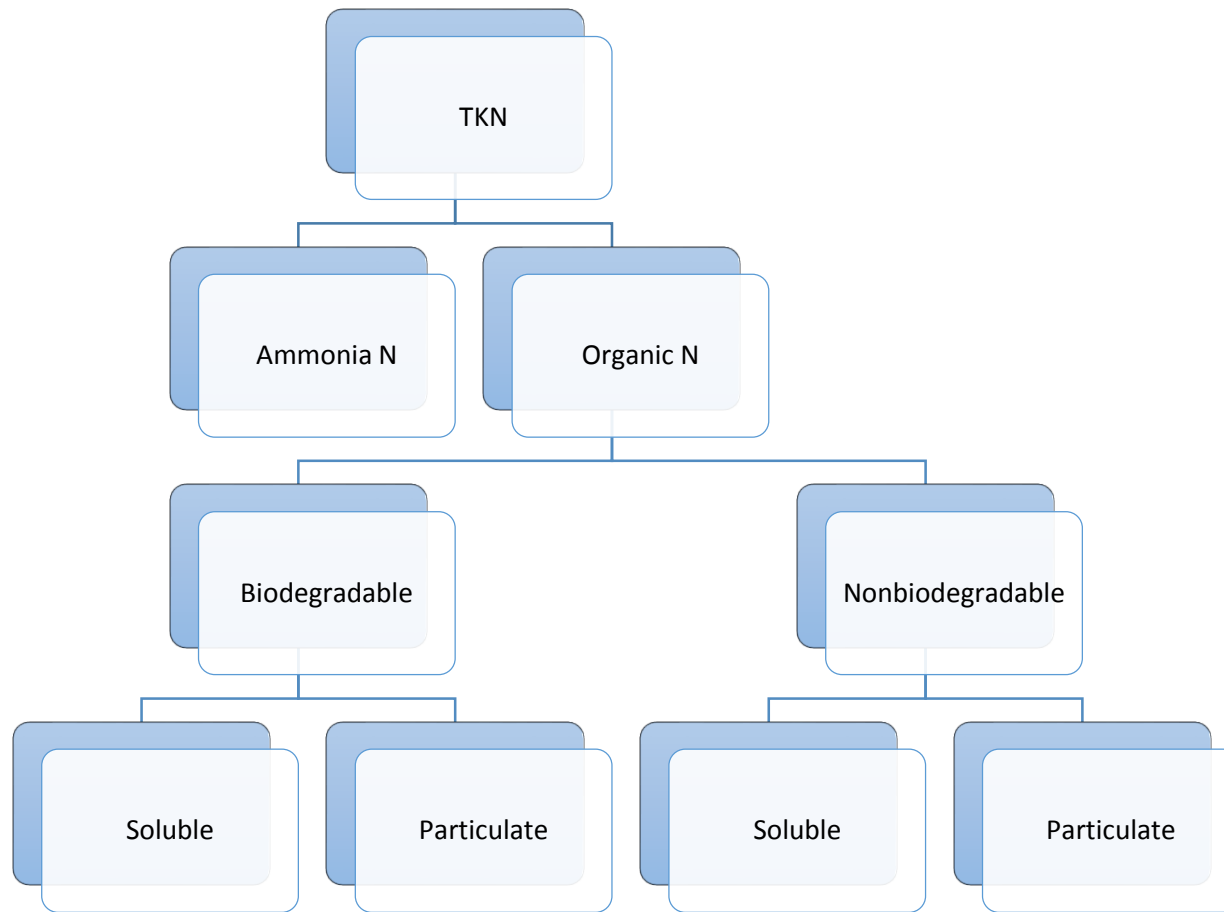 TKN
Ammonia N
Organic N
Biodegradable
Nonbiodegradable
Soluble
Particulate
Soluble
Particulate